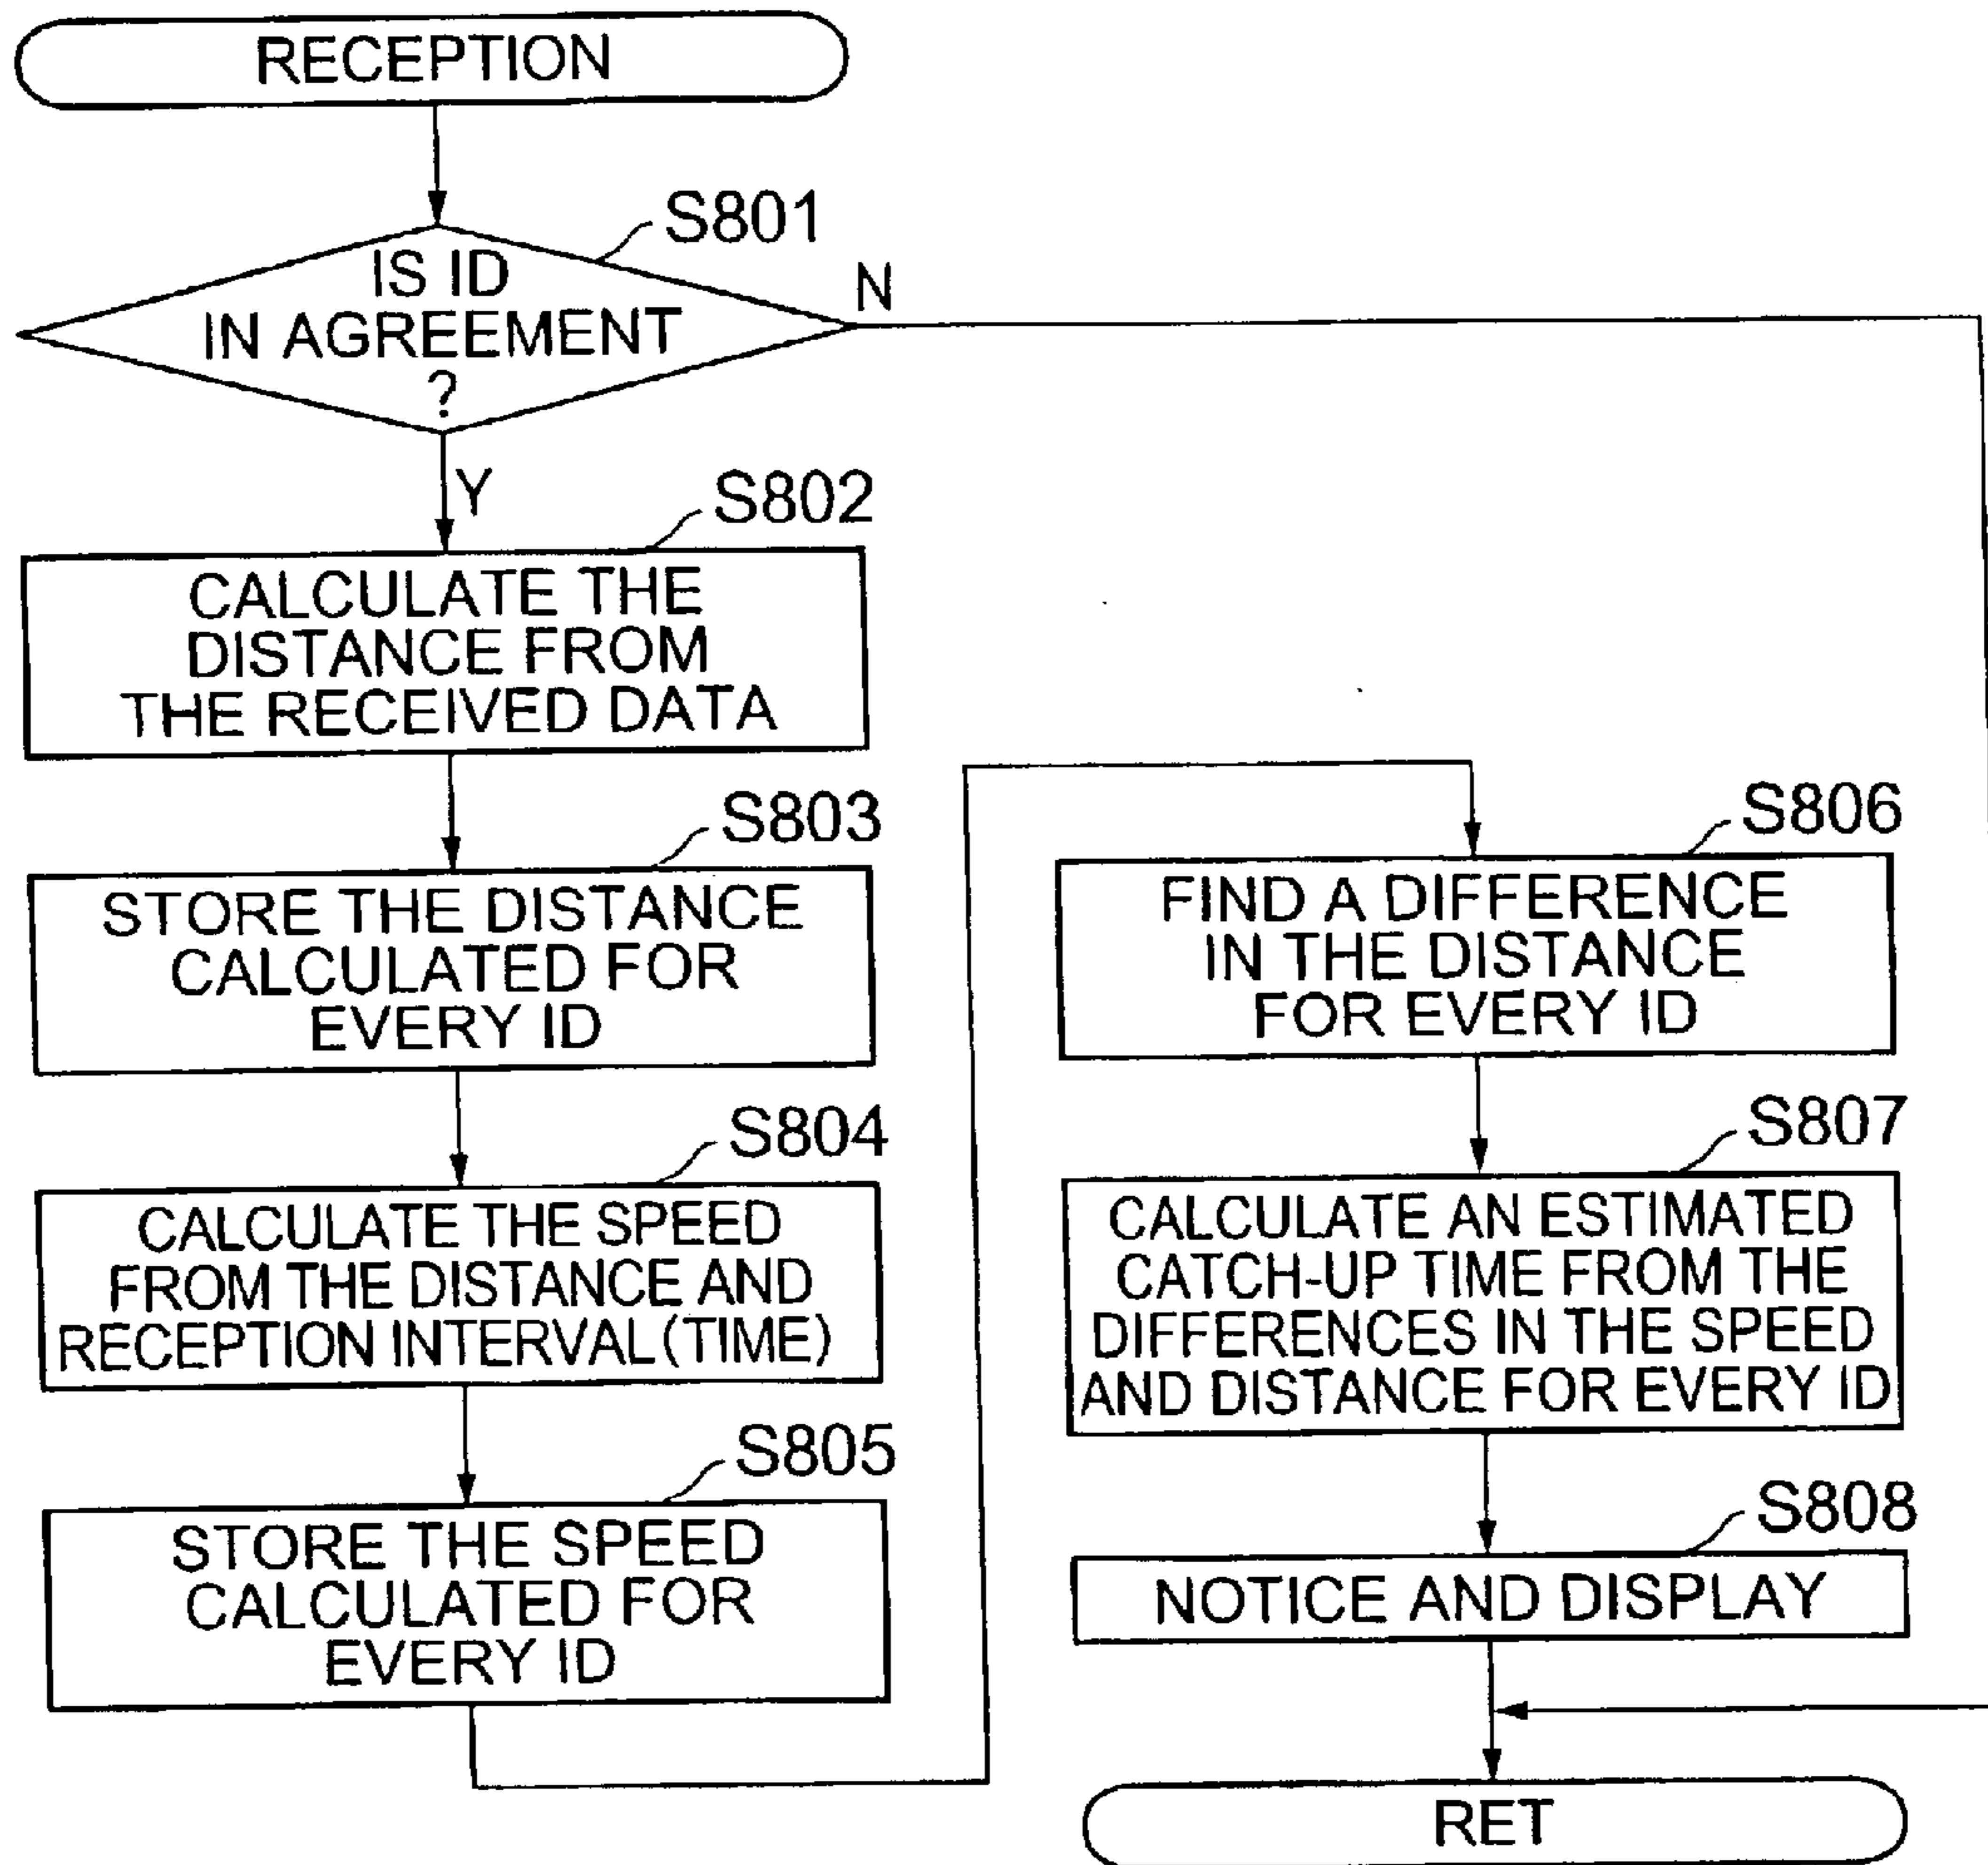 RECEPTION
S801
IS ID
IN AGREEMENT
?
N
Y
S802
CALCULATE THE
DISTANCE FROM
THE RECEIVED DATA
S803
STORE THE DISTANCE
CALCULATED FOR
EVERY ID
S804
CALCULATE THE SPEED
FROM THE DISTANCE AND
RECEPTION INTERVAL (TIME)
S805
STORE THE SPEED
CALCULATED FOR
EVERY ID
S806
FIND A DIFFERENCE
IN THE DISTANCE
FOR EVERY ID
S807
CALCULATE AN ESTIMATED
CATCH-UP TIME FROM THE
DIFFERENCES IN THE SPEED
AND DISTANCE FOR EVERY ID
S808
NOTICE AND DISPLAY
RET